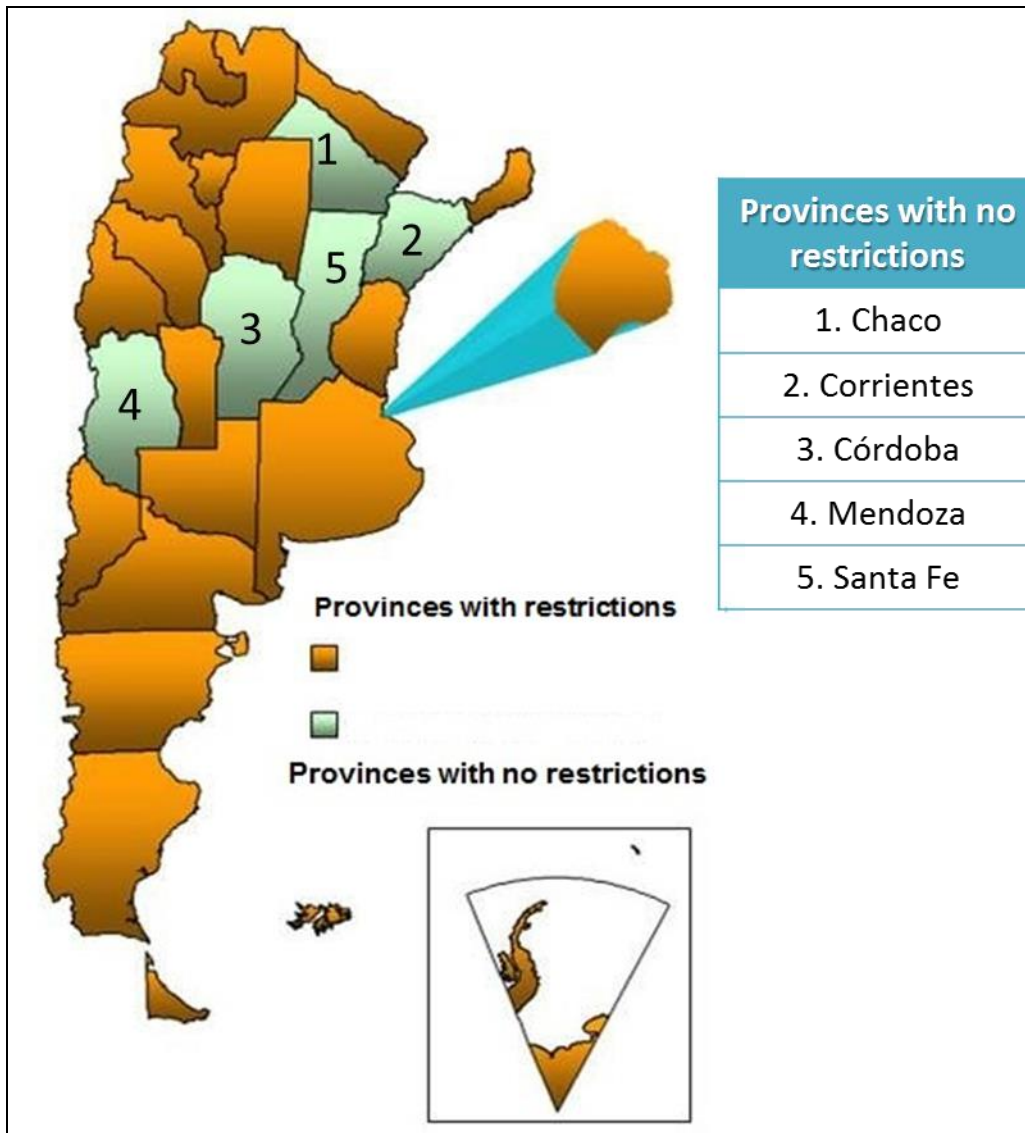 1
2
5
3
4
Provinces with no
restrictions
1. Chaco
2. Corrientes
3. Córdoba
4. Mendoza
5. Santa Fe
Provinces with restrictions
Provinces with no restrictions